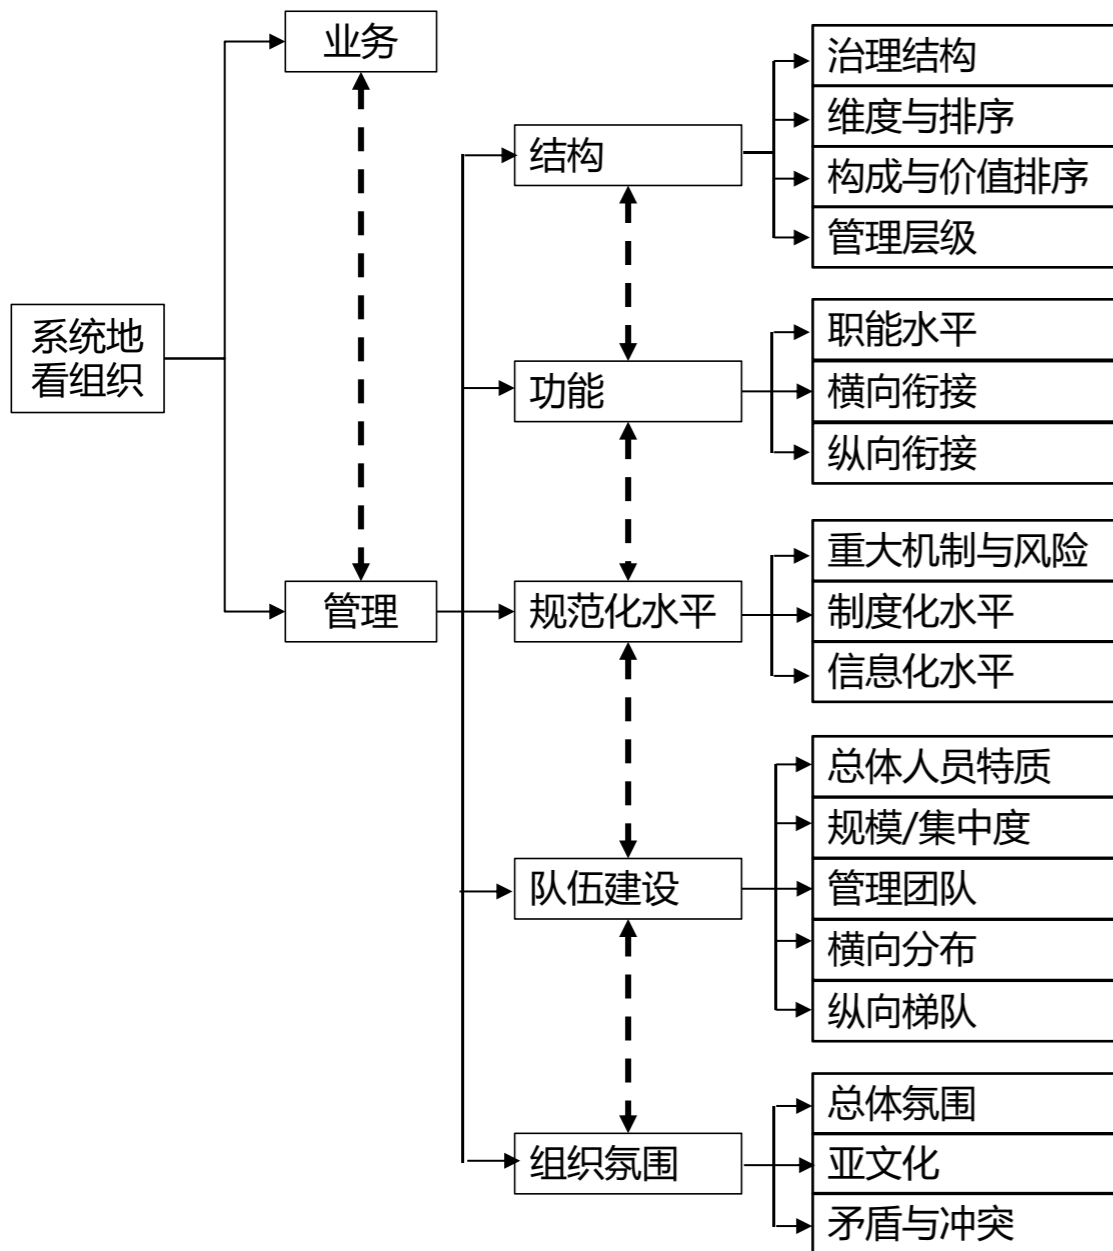 业务
治理结构
维度与排序
结构
构成与价值排序
管理层级
系统地
看组织
职能水平
功能
横向衔接
纵向衔接
重大机制与风险
管理
规范化水平
制度化水平
信息化水平
总体人员特质
规模/集中度
队伍建设
管理团队
横向分布
纵向梯队
总体氛围
组织氛围
亚文化
矛盾与冲突